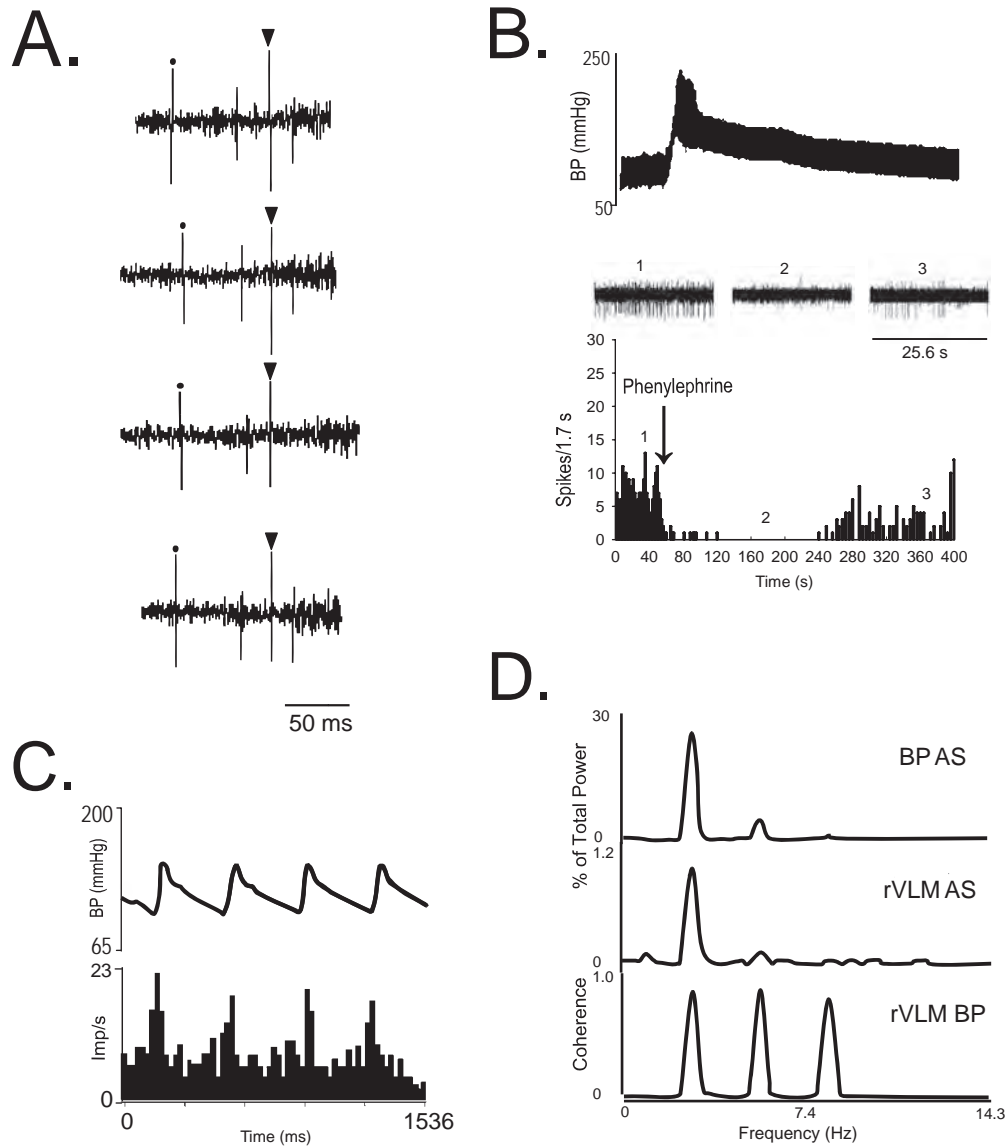 A.
50 ms
B.
250
BP (mmHg)
50
1 2 3
25.6 s
30
25
20
15
10
5
0
Spikes/1.7 s
Phenylephrine
1
2
3
0 40 80 120 160 200 240 280 320 360 400
Time (s)
C.
200
BP (mmHg)
65
23
Imp/s
0
0 1536
Time (ms)
D.
30
% of Total Power
BP AS
0
1.2
rVLM AS
0
1.0
Coherence
rVLM BP
0
0 7.4 14.3
Frequency (Hz)